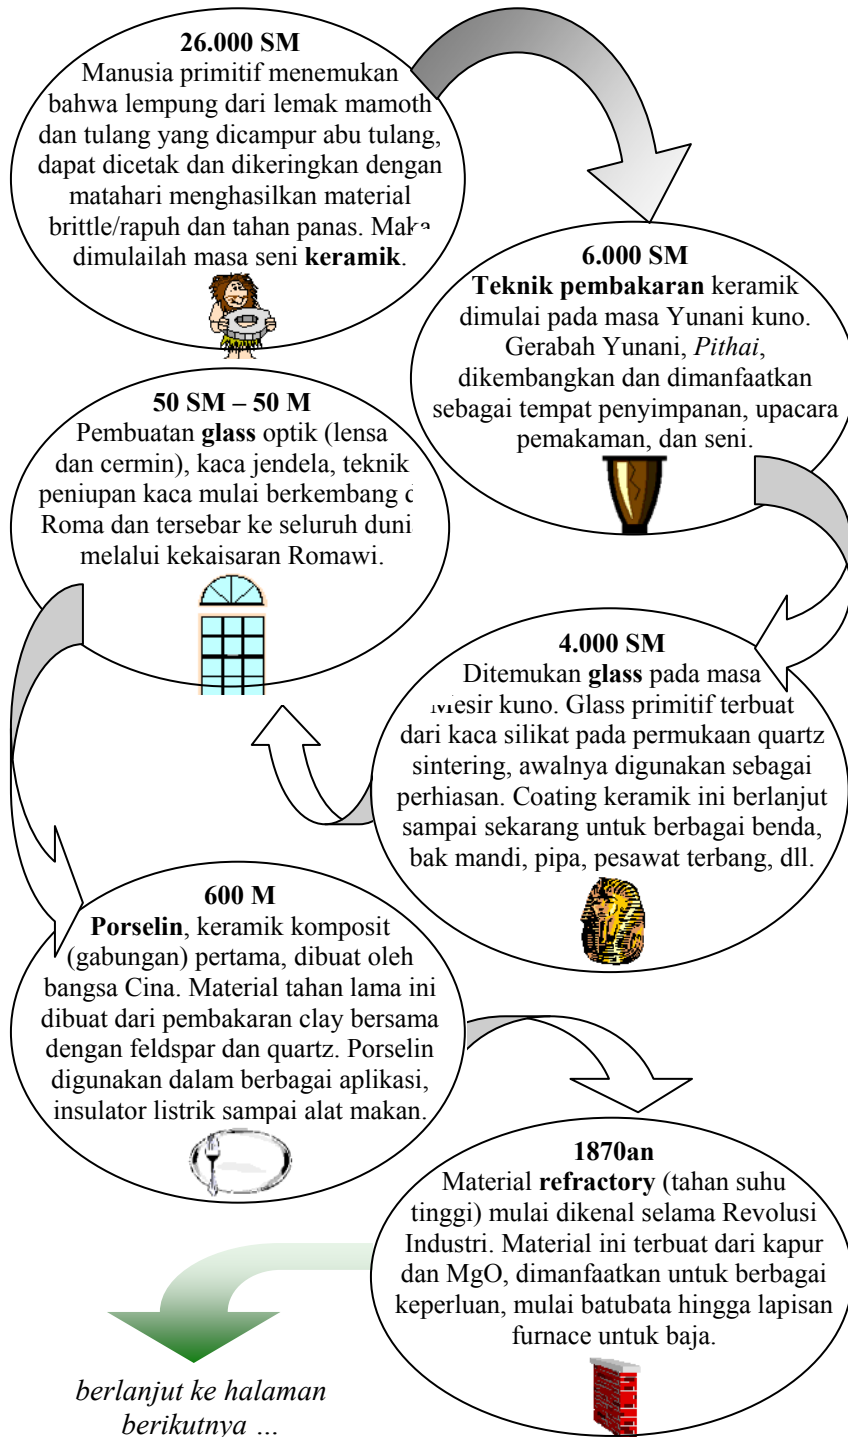 26.000 SM
Manusia primitif menemukan
bahwa lempung dari lemak mamoth
dan tulang yang dicampur abu tulang,
dapat dicetak dan dikeringkan dengan
matahari menghasilkan material
brittle/rapuh dan tahan panas. Maka
dimulailah masa seni keramik.
6.000 SM
Teknik pembakaran keramik
dimulai pada masa Yunani kuno.
Gerabah Yunani, Pithai,
dikembangkan dan dimanfaatkan
sebagai tempat penyimpanan, upacara
pemakaman, dan seni.
4.000 SM
Ditemukan glass pada masa
Mesir kuno. Glass primitif terbuat
dari kaca silikat pada permukaan quartz
sintering, awalnya digunakan sebagai
perhiasan. Coating keramik ini berlanjut
sampai sekarang untuk berbagai benda,
bak mandi, pipa, pesawat terbang, dll.
50 SM – 50 M
Pembuatan glass optik (lensa
dan cermin), kaca jendela, teknik
peniupan kaca mulai berkembang d
Roma dan tersebar ke seluruh duni
melalui kekaisaran Romawi.
600 M
Porselin, keramik komposit
(gabungan) pertama, dibuat oleh
bangsa Cina. Material tahan lama ini
dibuat dari pembakaran clay bersama
dengan feldspar dan quartz. Porselin
digunakan dalam berbagai aplikasi,
insulator listrik sampai alat makan.
1870an
Material refractory (tahan suhu
tinggi) mulai dikenal selama Revolusi
Industri. Material ini terbuat dari kapur
dan MgO, dimanfaatkan untuk berbagai
keperluan, mulai batubata hingga lapisan
furnace untuk baja.
berlanjut ke halaman
berikutnya ...